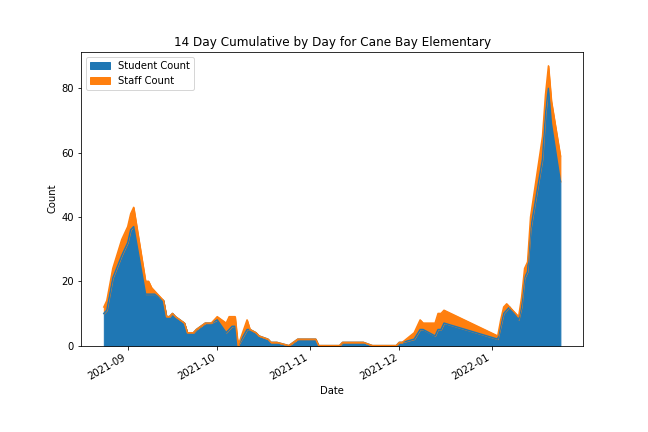 14 Day Cumulative by Day for Cane Bay Elementary
Student Count
Staff Count
80
60
40
20
0
Count
2021-09
2021-10
2021-11
2021-12
2022-01
Date